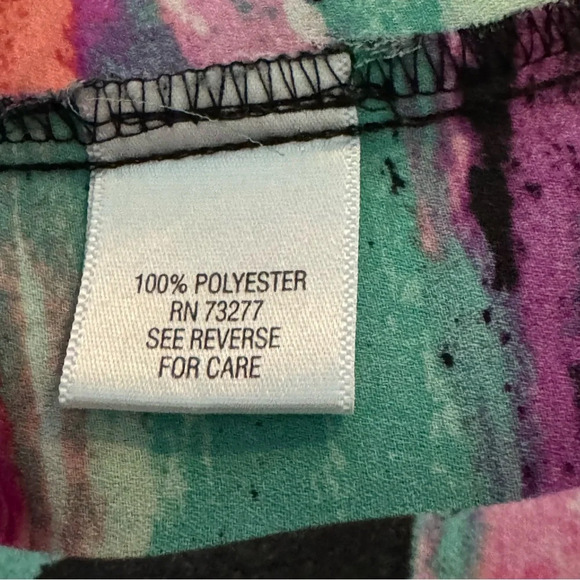 100% POLYESTER
RN 73277
SEE REVERSE
FOR CARE